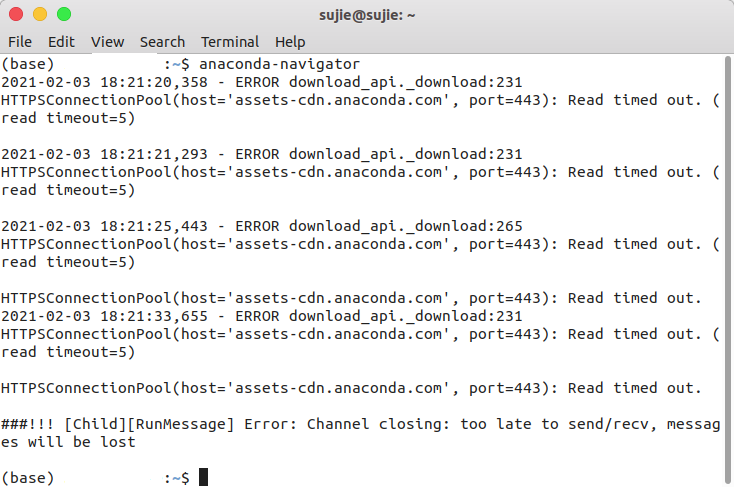 sujie@sujie: ~
File Edit View Search Terminal Help
(base) :~$ anaconda-navigator
2021-02-03 18:21:20,358 - ERROR download_api._download:231
HTTPSConnectionPool(host='assets-cdn.anaconda.com', port=443): Read timed out. (
read timeout=5)
2021-02-03 18:21:21,293 - ERROR download_api._download:231
HTTPSConnectionPool(host='assets-cdn.anaconda.com', port=443): Read timed out. (
read timeout=5)
2021-02-03 18:21:25,443 - ERROR download_api._download:265
HTTPSConnectionPool(host='assets-cdn.anaconda.com', port=443): Read timed out. (
read timeout=5)
HTTPSConnectionPool(host='assets-cdn.anaconda.com', port=443): Read timed out.
2021-02-03 18:21:33,655 - ERROR download_api._download:231
HTTPSConnectionPool(host='assets-cdn.anaconda.com', port=443): Read timed out. (
read timeout=5)
HTTPSConnectionPool(host='assets-cdn.anaconda.com', port=443): Read timed out.
###!!! [Child][RunMessage] Error: Channel closing: too late to send/recv, messag
es will be lost
(base) :~$